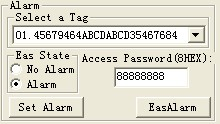 Alarm
Select a Tag
01.45679464ABCDABCD35467684
Eas State
No Alarm
Alarm
Access Password(8HEX):
88888888
Set Alarm
EasAlarm